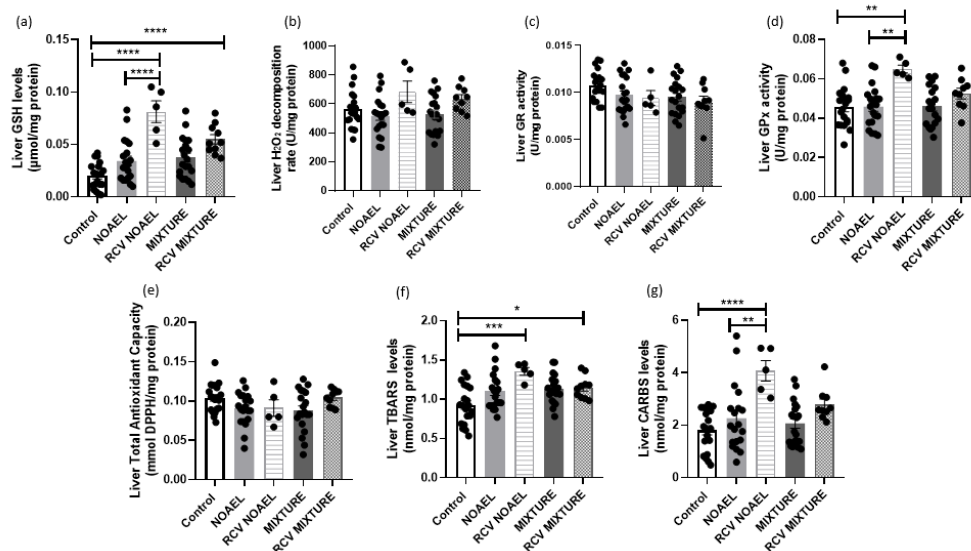 (a)
Liver GSH levels
(µmol/mg protein)
0.15
0.10
0.05
0.00
****
****
****
Control
NOAEL
RCV NOAEL
MIXTURE
RCV MIXTURE
(b)
Liver H₂O₂ decomposition
rate (U/mg protein)
1000
800
600
400
200
0
Control
NOAEL
RCV NOAEL
MIXTURE
RCV MIXTURE
(c)
Liver GR activity
(U/mg protein)
0.015
0.010
0.005
0.000
Control
NOAEL
RCV NOAEL
MIXTURE
RCV MIXTURE
(d)
Liver GPx activity
(U/mg protein)
0.08
0.06
0.04
0.02
0.00
**
**
Control
NOAEL
RCV NOAEL
MIXTURE
RCV MIXTURE
(e)
Liver Total Antioxidant Capacity
(mmol DPPH/mg protein)
0.20
0.15
0.10
0.05
0.00
Control
NOAEL
RCV NOAEL
MIXTURE
RCV MIXTURE
(f)
Liver TBARS levels
(nmol/mg protein)
2.0
1.5
1.0
0.5
0.0
*
***
Control
NOAEL
RCV NOAEL
MIXTURE
RCV MIXTURE
(g)
Liver CARBS levels
(nmol/mg protein)
6
4
2
0
****
**
Control
NOAEL
RCV NOAEL
MIXTURE
RCV MIXTURE